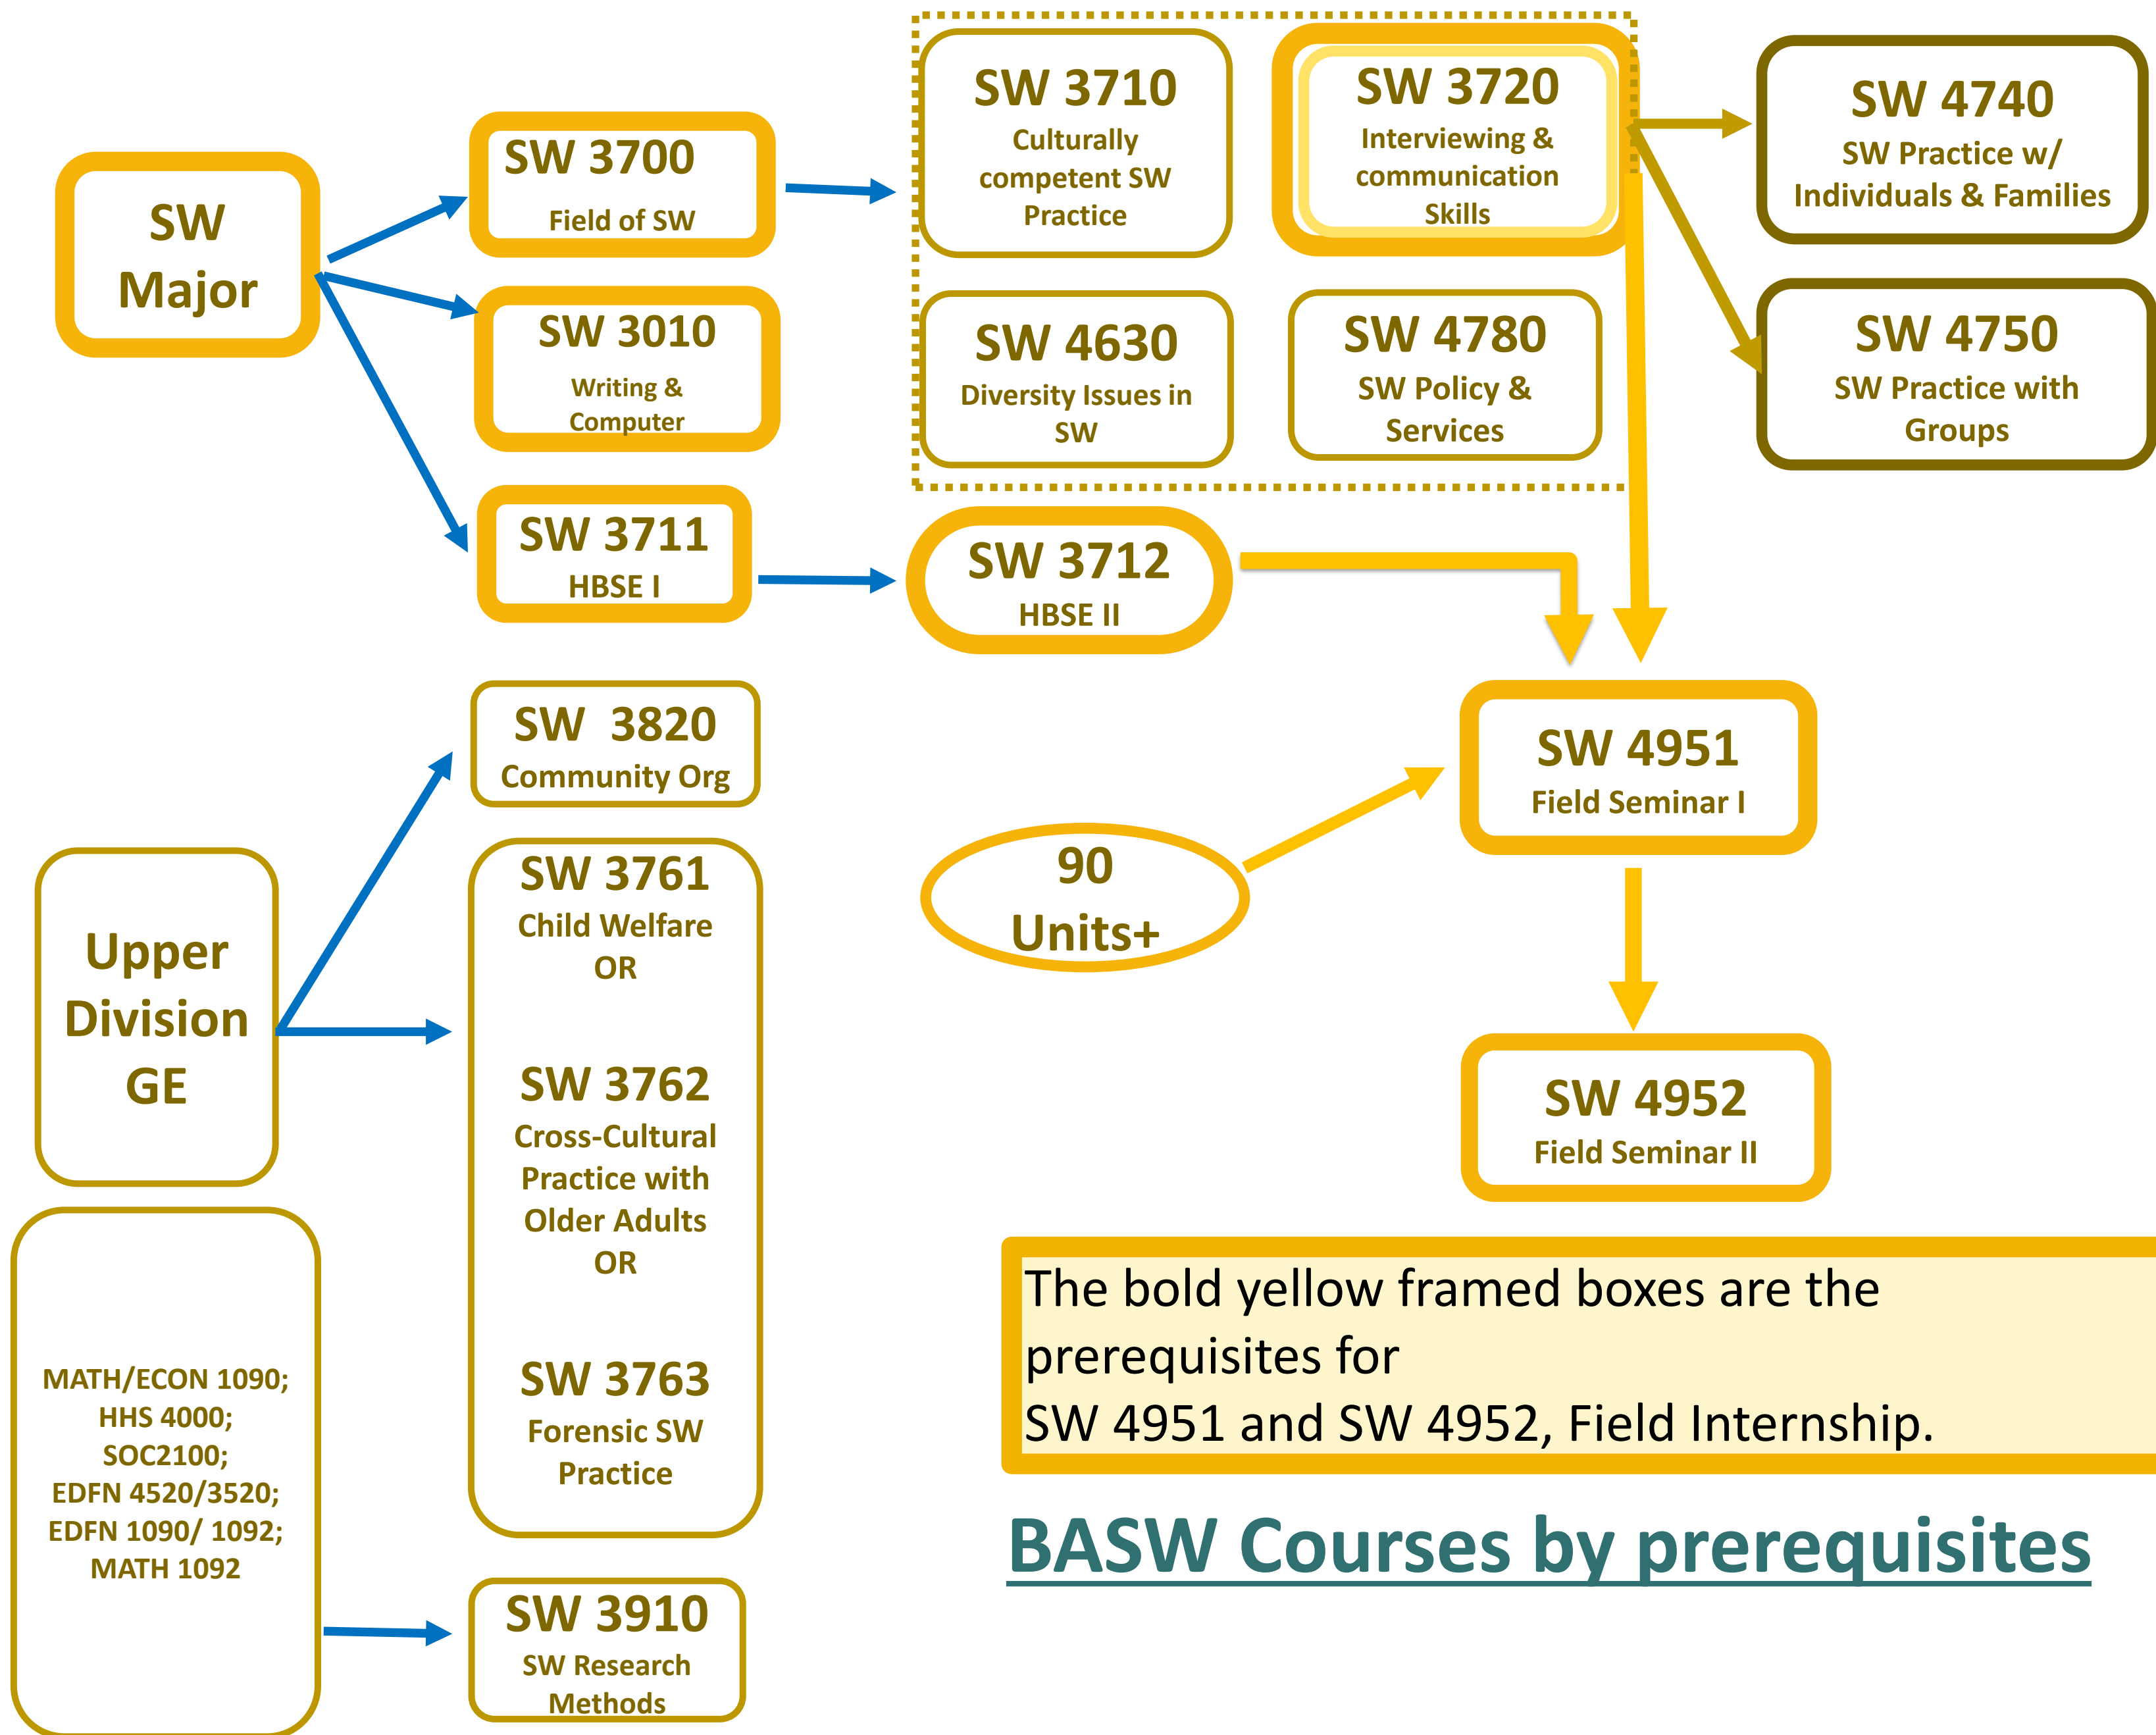 SW
Major
SW 3700
Field of SW
SW 3010
Writing &
Computer
SW 3711
HBSE I
SW 3710
Culturally
competent SW
Practice
SW 3720
Interviewing &
communication
Skills
SW 4630
Diversity Issues in
SW
SW 4780
SW Policy &
Services
SW 4740
SW Practice w/
Individuals & Families
SW 4750
SW Practice with
Groups
SW 3712
HBSE II
SW 4951
Field Seminar I
90
Units+
SW 4952
Field Seminar II
Upper
Division
GE
SW 3820
Community Org
SW 3761
Child Welfare
OR
SW 3762
Cross-Cultural
Practice with
Older Adults
OR
SW 3763
Forensic SW
Practice
MATH/ECON 1090;
HHS 4000;
SOC2100;
EDFN 4520/3520;
EDFN 1090/ 1092;
MATH 1092
SW 3910
SW Research
Methods
The bold yellow framed boxes are the
prerequisites for
SW 4951 and SW 4952, Field Internship.
BASW Courses by prerequisites